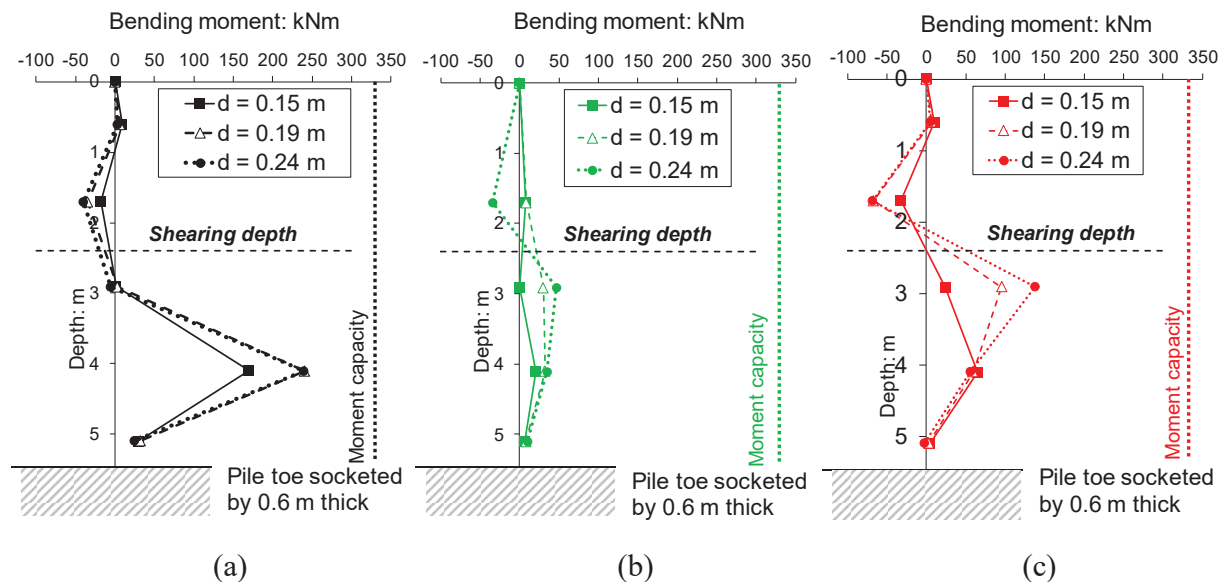 Bending moment: kNm
-100 -50 0 50 100 150 200 250 300 350
0
1
2
3
4
5
Depth: m
d = 0.15 m
d = 0.19 m
d = 0.24 m
Shearing depth
Moment capacity
Pile toe socketed
by 0.6 m thick
(a)
Bending moment: kNm
-100 -50 0 50 100 150 200 250 300 350
0
1
2
3
4
5
Depth: m
d = 0.15 m
d = 0.19 m
d = 0.24 m
Shearing depth
Moment capacity
Pile toe socketed
by 0.6 m thick
(b)
Bending moment: kNm
-100 -50 0 50 100 150 200 250 300 350
0
1
2
3
4
5
Depth: m
d = 0.15 m
d = 0.19 m
d = 0.24 m
Shearing depth
Moment capacity
Pile toe socketed
by 0.6 m thick
(c)